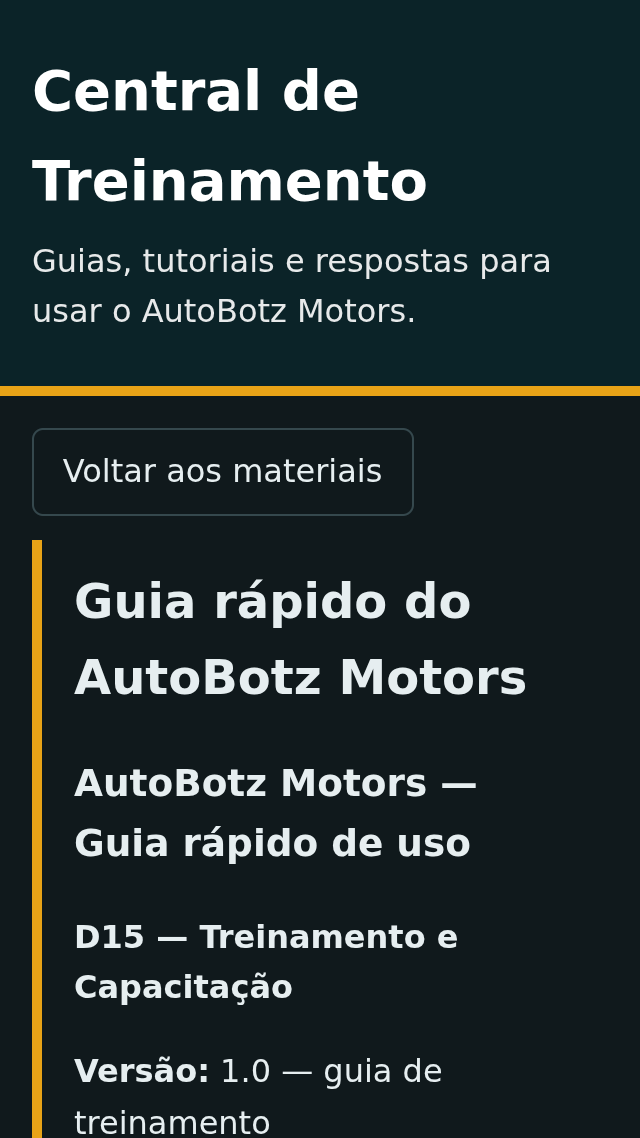 Central de
Treinamento
Guias, tutoriais e respostas para
usar o AutoBotz Motors.
Voltar aos materiais
Guia rápido do
AutoBotz Motors
AutoBotz Motors —
Guia rápido de uso
D15 — Treinamento e
Capacitação
Versão: 1.0 — guia de
treinamento